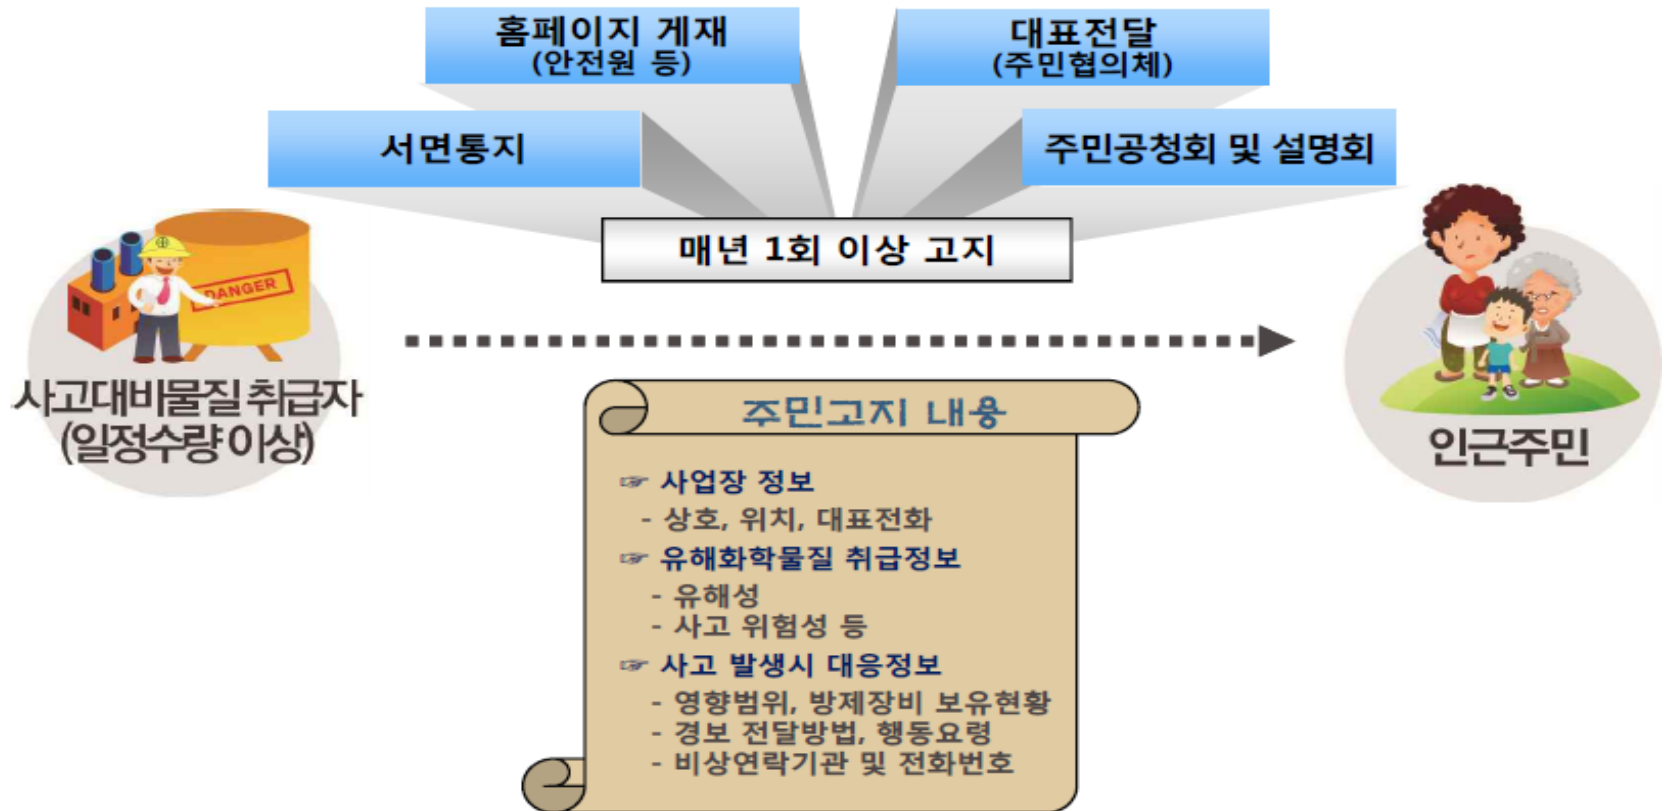 홈페이지 게재
(안전원 등)
대표전달
(주민협의체)
서면통지
주민공청회 및 설명회
매년 1회 이상 고지
DANGER
사고대비물질 취급자
(일정수량 이상)
인근주민
주민고지 내용
☞ 사업장 정보
- 상호, 위치, 대표전화
☞ 유해화학물질 취급정보
- 유해성
- 사고 위험성 등
☞ 사고 발생시 대응정보
- 영향범위, 방제장비 보유현황
- 경보 전달방법, 행동요령
- 비상연락기관 및 전화번호